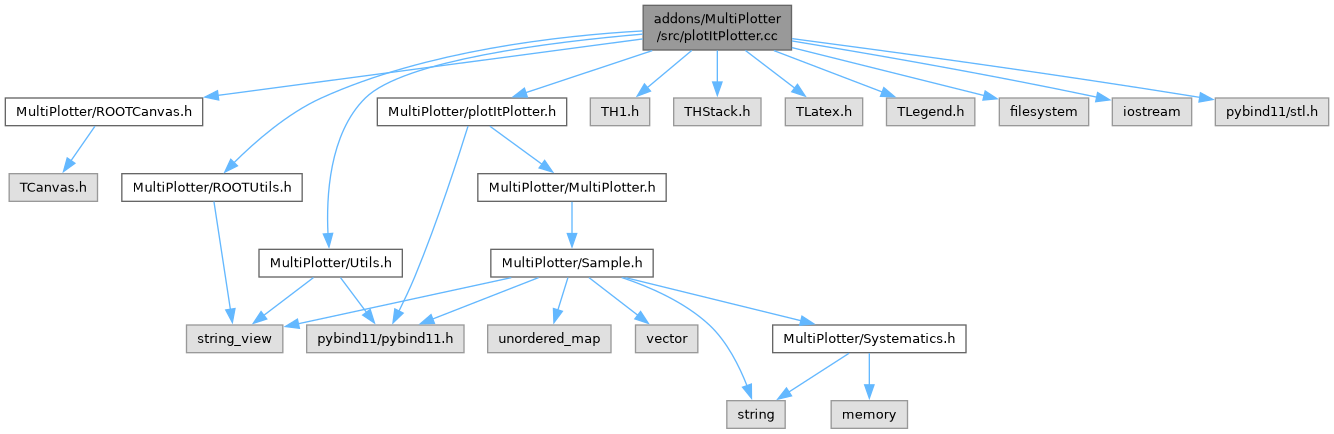 addons/MultiPlotter
/src/plotItPlotter.cc
MultiPlotter/ROOTCanvas.h
MultiPlotter/plotItPlotter.h
TH1.h
THStack.h
TLatex.h
TLegend.h
filesystem
iostream
pybind11/stl.h
TCanvas.h
MultiPlotter/ROOTUtils.h
MultiPlotter/MultiPlotter.h
MultiPlotter/Utils.h
MultiPlotter/Sample.h
string_view
pybind11/pybind11.h
unordered_map
vector
MultiPlotter/Systematics.h
string
memory